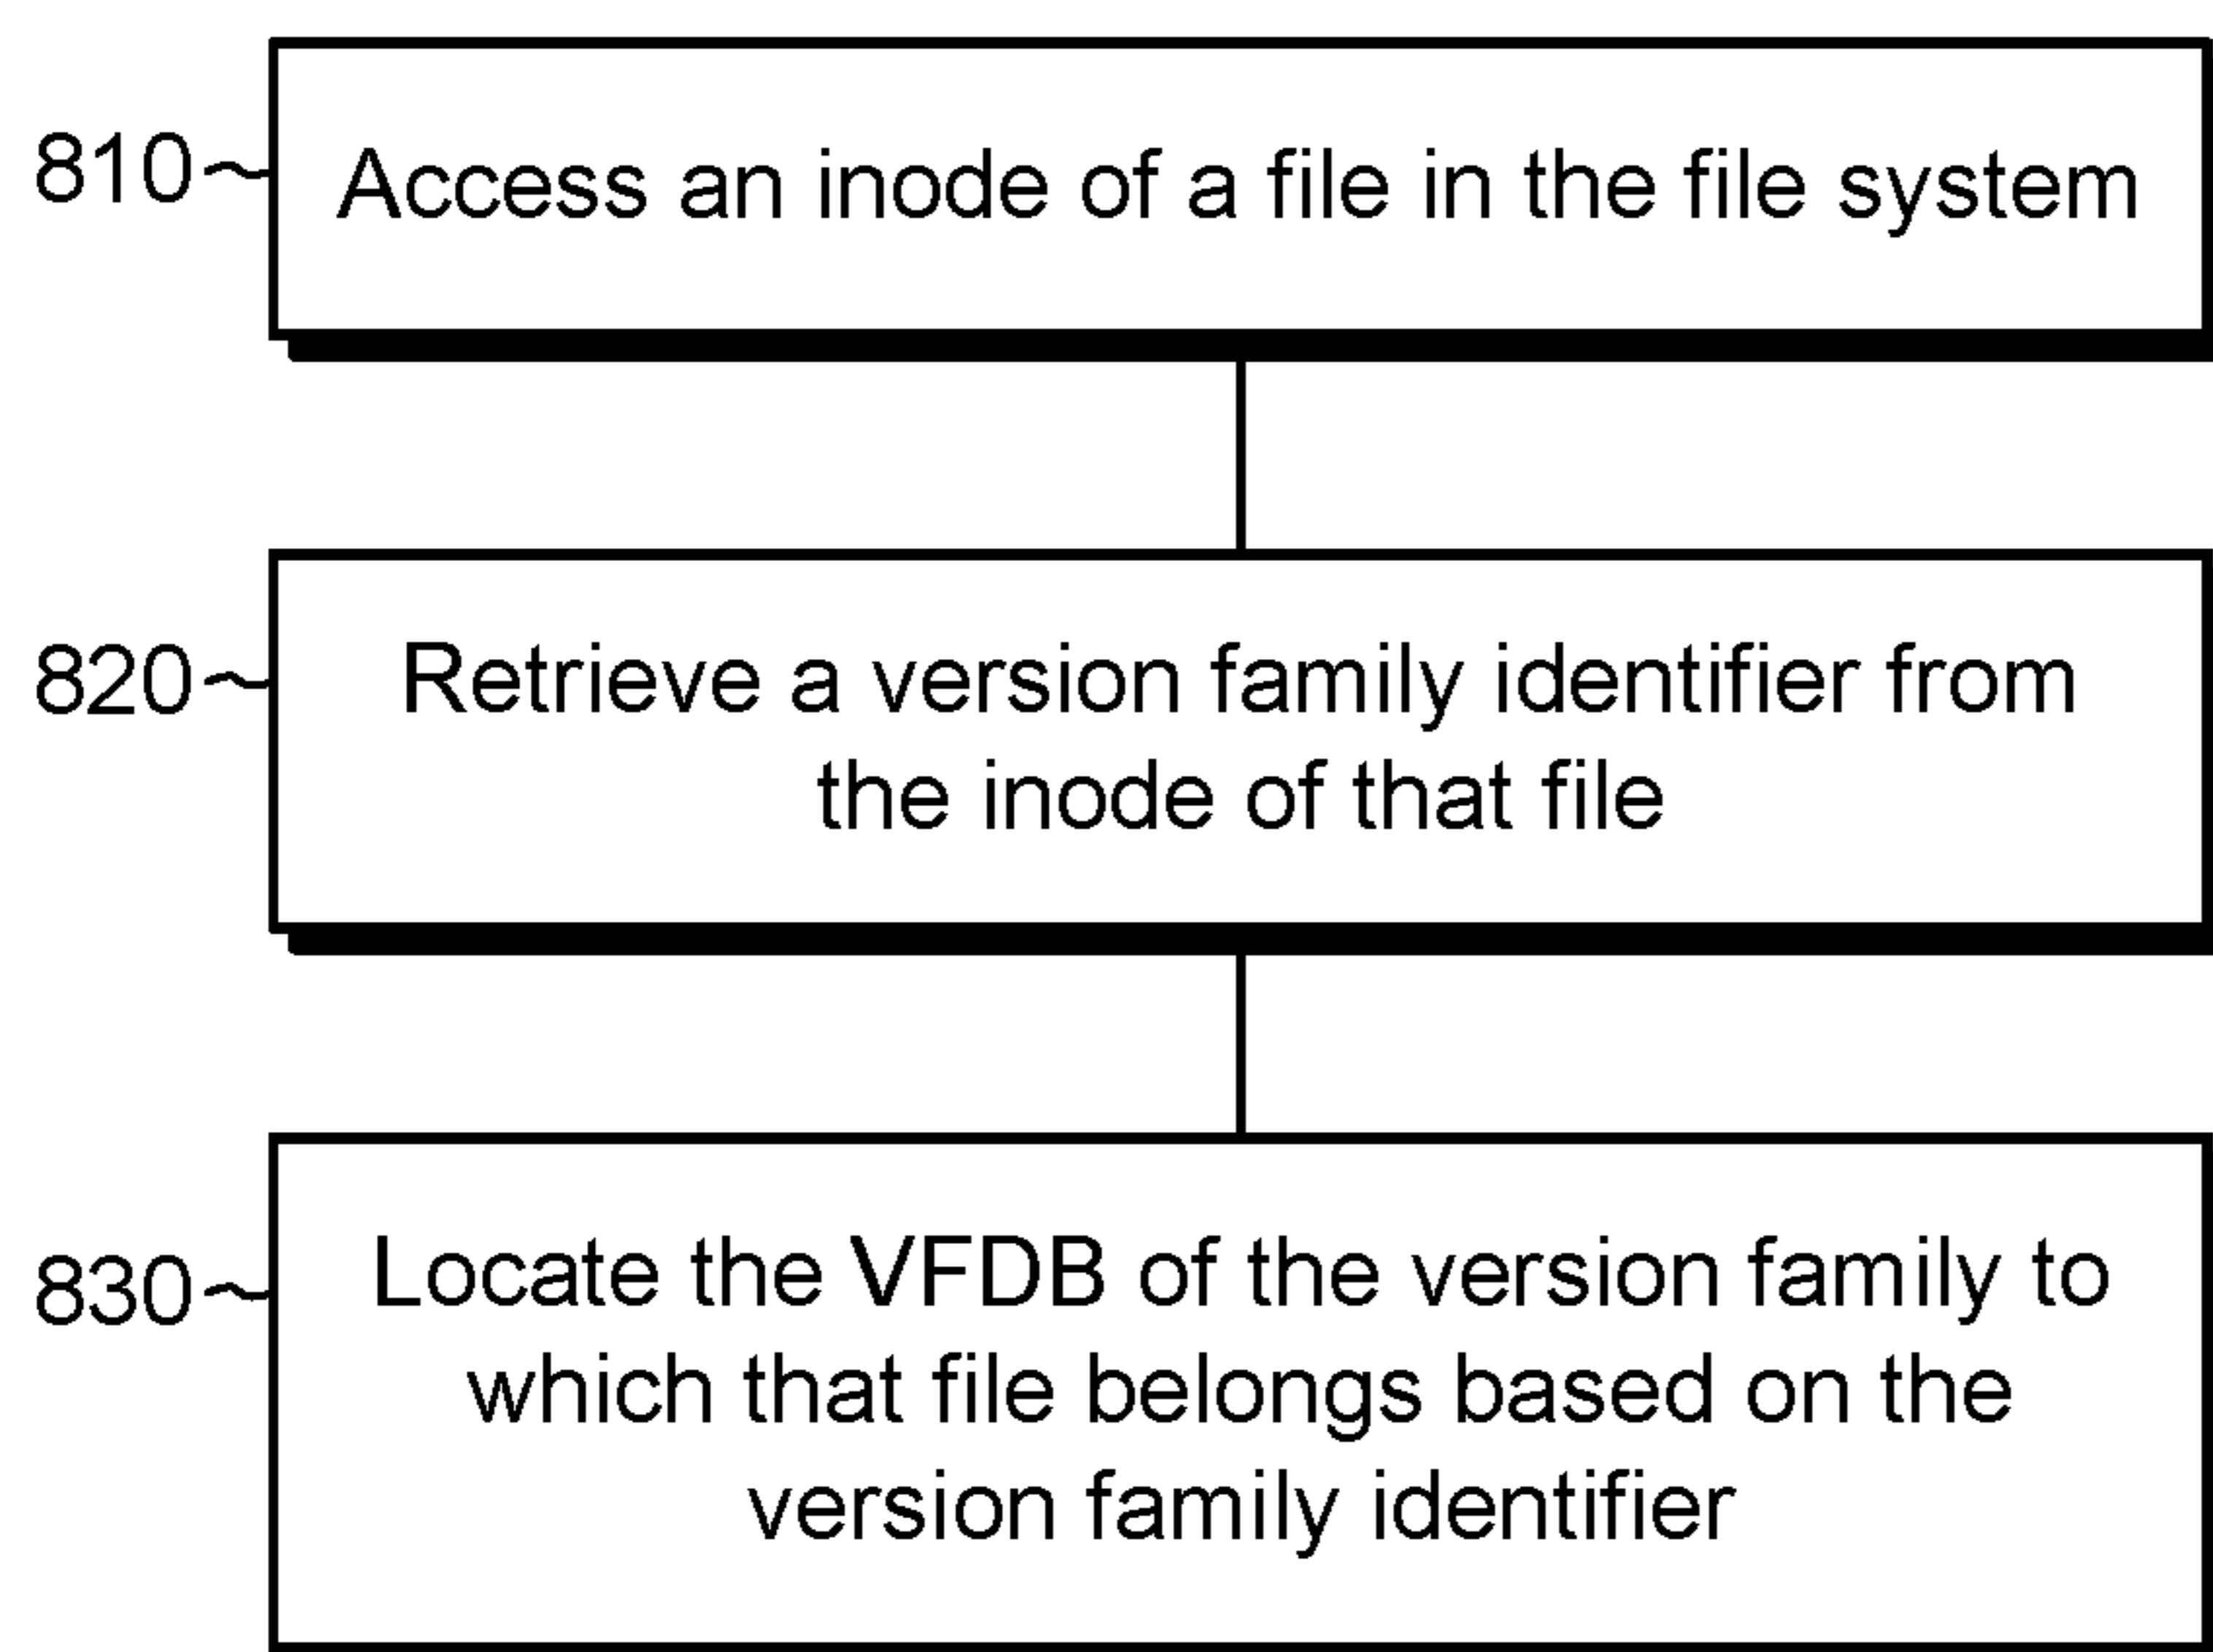 810
Access an inode of a file in the file system
820
Retrieve a version family identifier from
the inode of that file
830
Locate the VFDB of the version family to
which that file belongs based on the
version family identifier